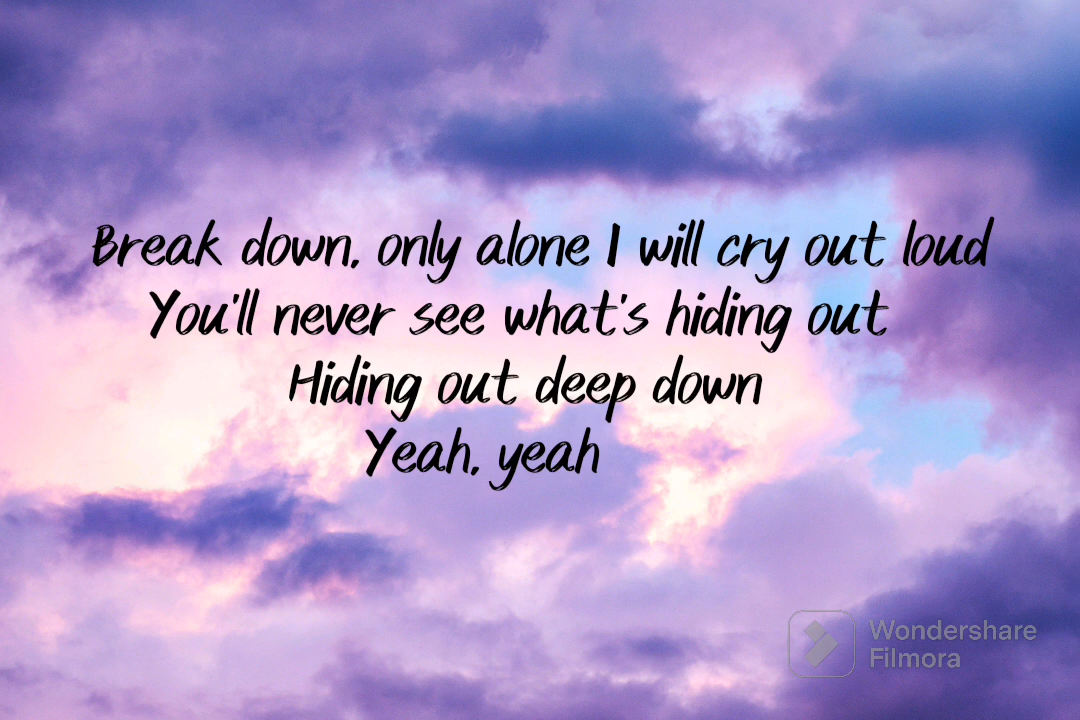 Break down, only alone I will cry out loud
You'll never see what's hiding out
Hiding out deep down
Yeah, yeah
Wondershare
Filmora